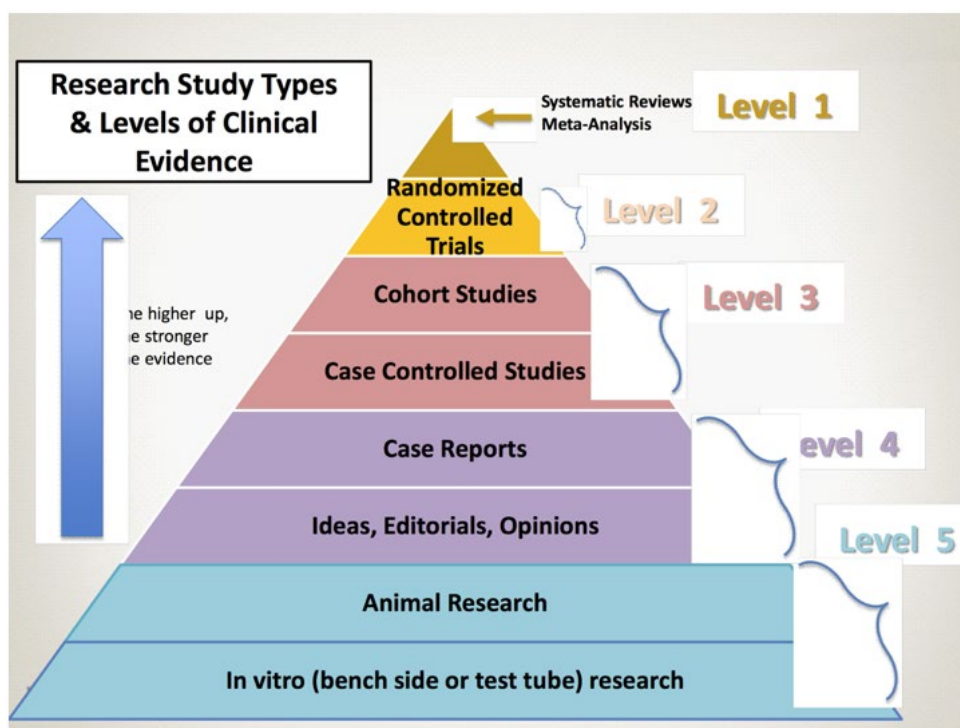 Research Study Types
& Levels of Clinical
Evidence
Systematic Reviews
Meta-Analysis
Level 1
Randomized
Controlled
Trials
Level 2
higher up,
stronger
evidence
Cohort Studies
Level 3
Case Controlled Studies
Case Reports
4
Ideas, Editorials, Opinions
Level 5
Animal Research
In vitro (bench side or test tube) research